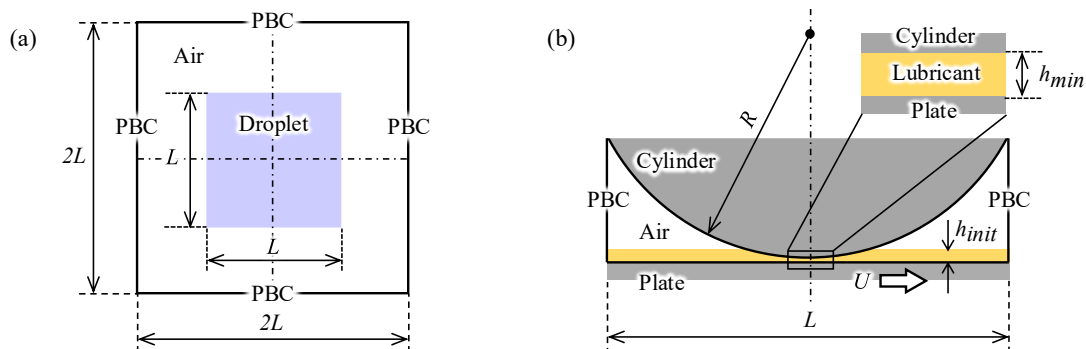 (a)
PBC
Air
Droplet
PBC
PBC
2L
L
L
PBC
2L
(b)
Cylinder
Lubricant
Plate
h_min
R
Cylinder
PBC
PBC
Air
h_init
Plate
U
L